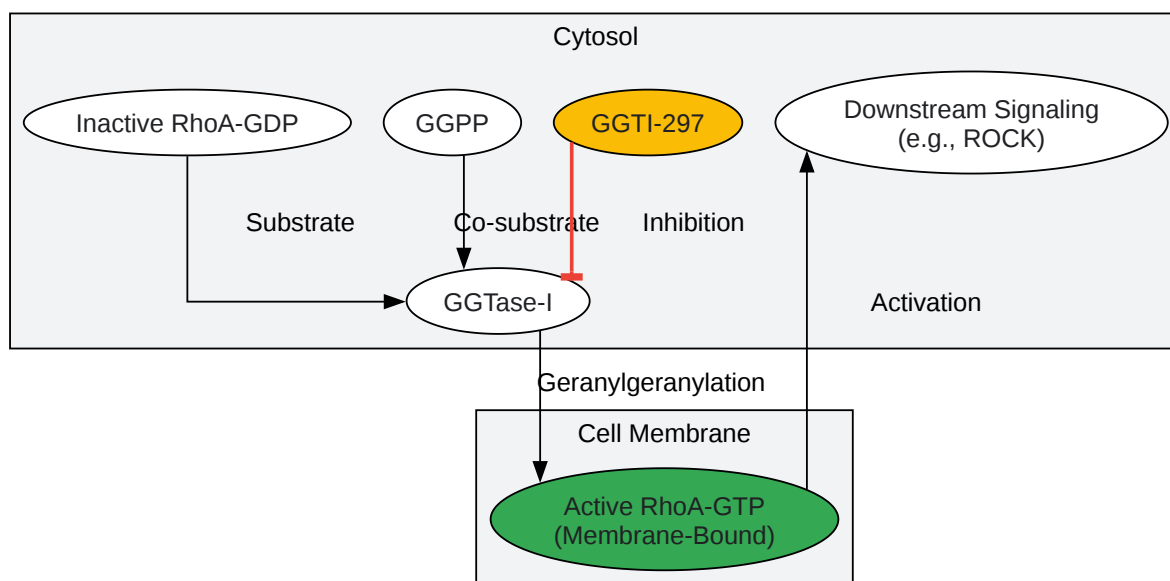 Cytosol
Inactive RhoA-GDP
GGPP
GGTI-297
Downstream Signaling
(e.g., ROCK)
Substrate
Co-substrate
Inhibition
GGTase-I
Activation
Geranylgeranylation
Cell Membrane
Active RhoA-GTP
(Membrane-Bound)